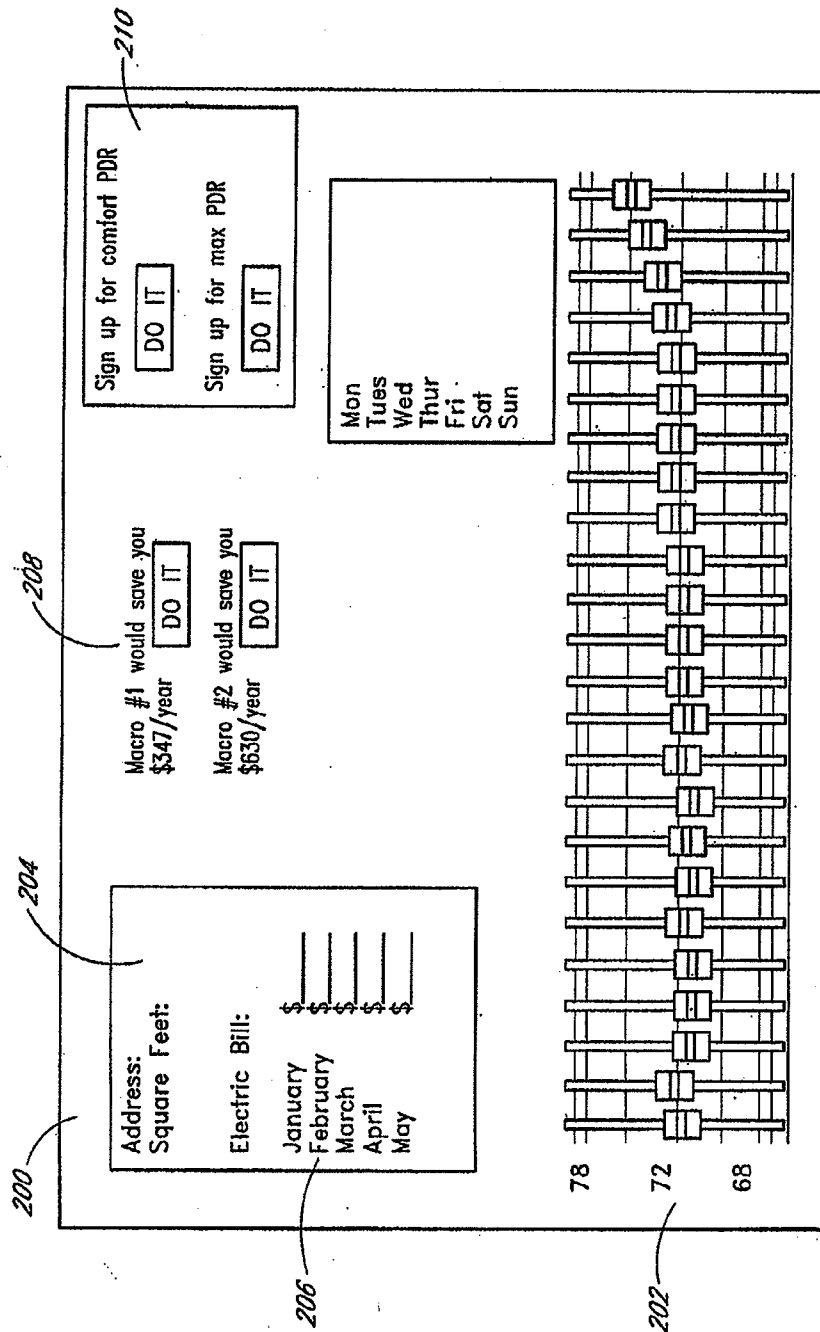 200
204
208
210
Address:
Square Feet:
Electric Bill:
January $
February $
March $
April $
May $
206
Macro #1 would save you
$347/year DO IT
Macro #2 would save you
$630/year DO IT
Sign up for comfort PDR
DO IT
Sign up for max PDR
DO IT
Mon
Tues
Wed
Thur
Fri
Sat
Sun
78
72
68
202